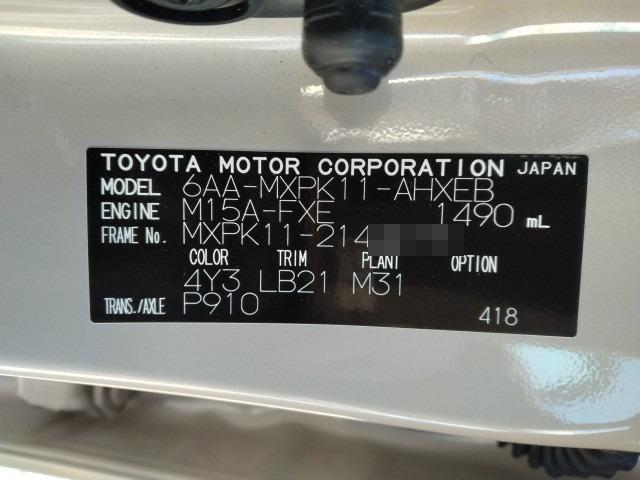 TOYOTA MOTOR CORPORATION JAPAN
MODEL 6AA-MXPK11-AHXEB
ENGINE M15A-FXE 1490 mL
FRAME No. MXPK11-214
COLOR TRIM PLANT OPTION
4Y3 LB21 M31
TRANS./AXLE P910 418